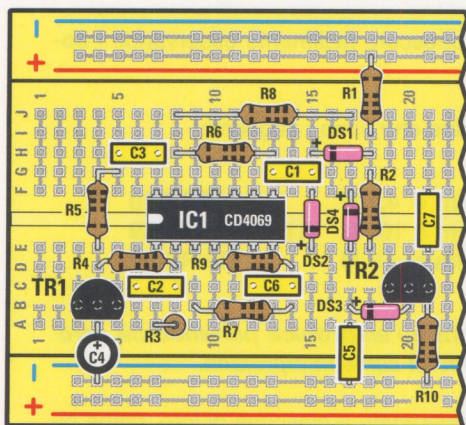 −
+
1 5 10 15 20
J I H G F
R8
R1
R6
C3
DS1
+
C1
R2
R5
IC1 CD4069
DS4
+
C7
DS2
+
R4
R9
TR1
TR2
E D C B A
C2
C6
DS3
+
R3
R7
C4
+
C5
R10
1 10 15 20
−
+